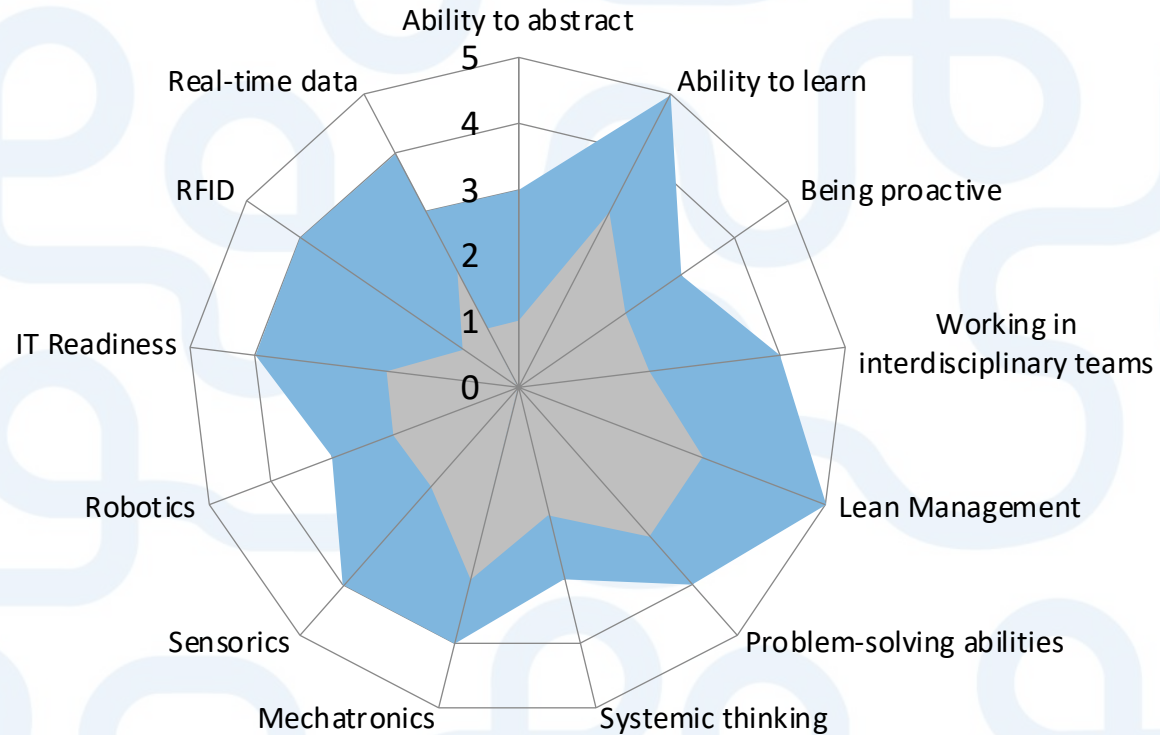 Ability to abstract
5
Real-time data
Ability to learn
4
RFID
3
Being proactive
2
IT Readiness
1
Working in
interdisciplinary teams
0
Robotics
Lean Management
Sensorics
Problem-solving abilities
Mechatronics
Systemic thinking